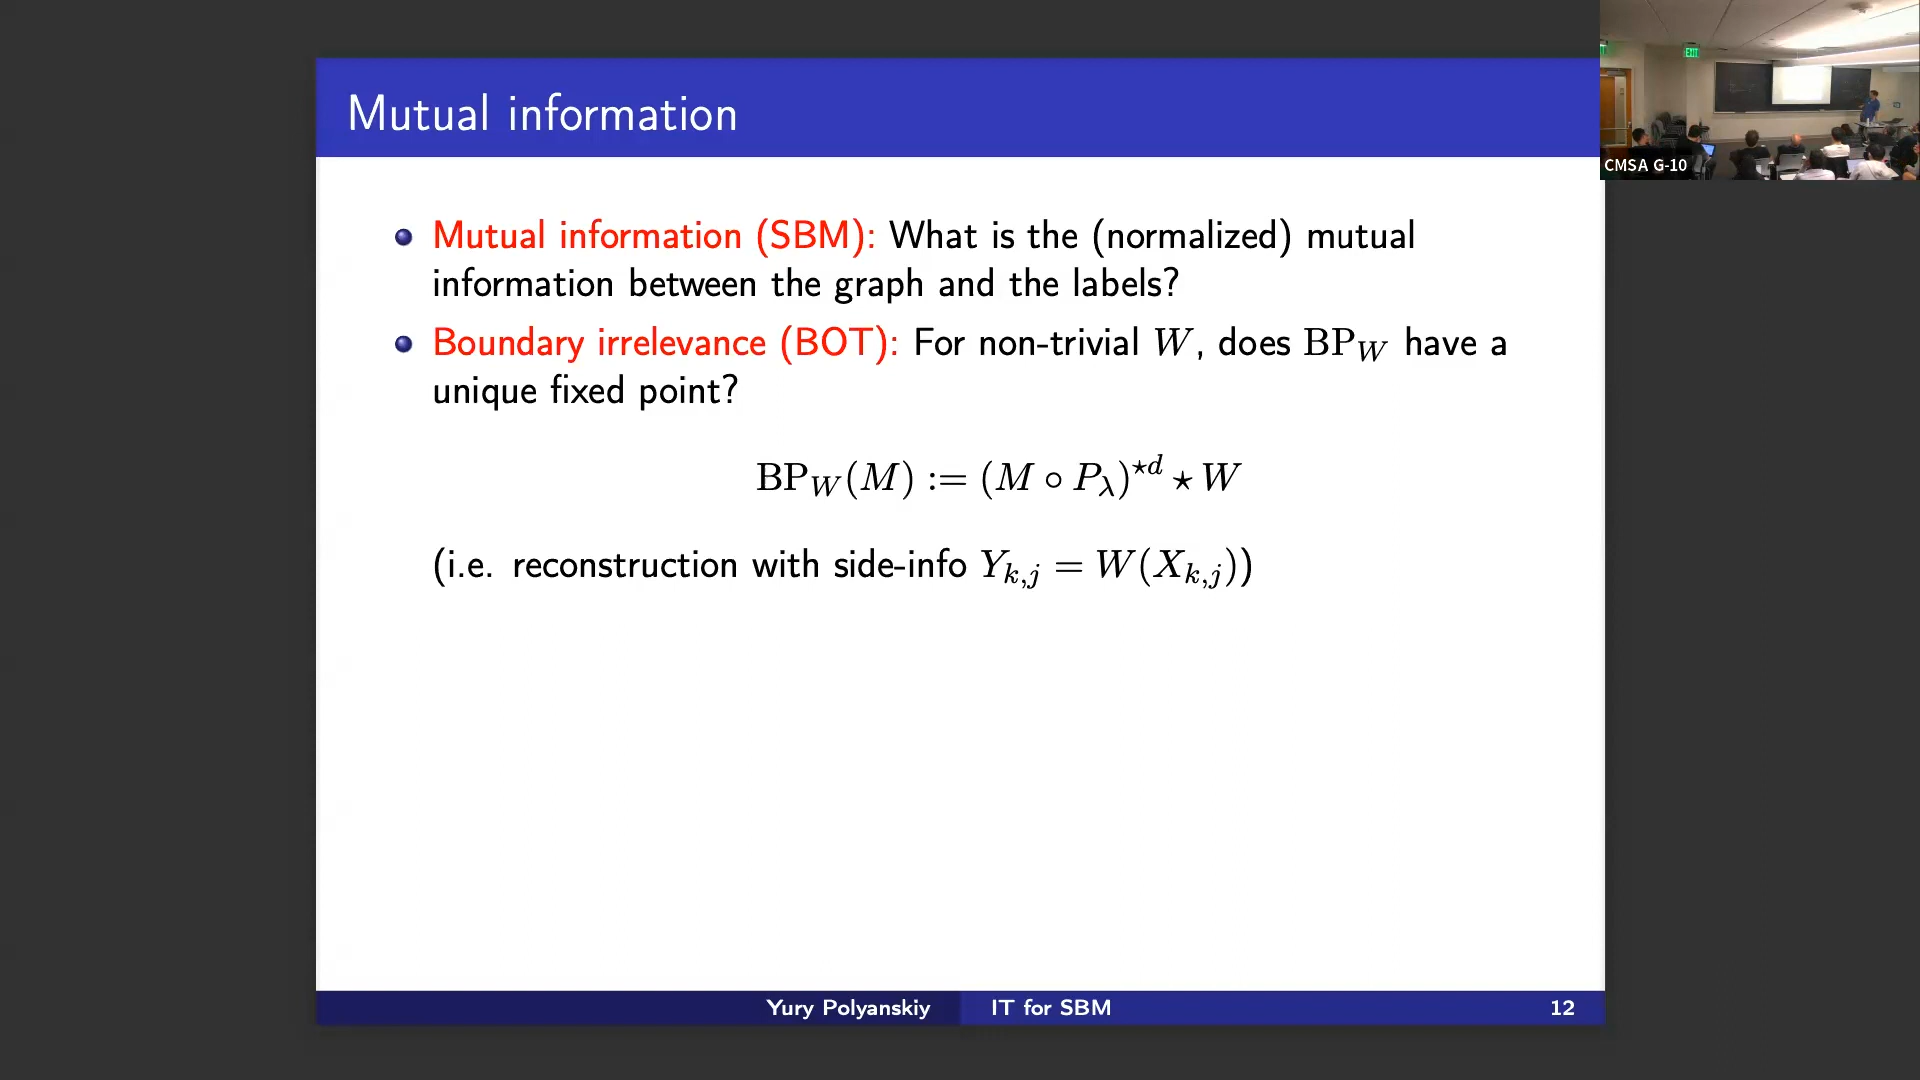 Mutual information
Mutual information (SBM): What is the (normalized) mutual
information between the graph and the labels?
Boundary irrelevance (BOT): For non-trivial W, does BP_W have a
unique fixed point?
BP_W(M) := (M ∘ P_λ)^{⋆d} ⋆ W
(i.e. reconstruction with side-info Y_{k,j} = W(X_{k,j}))
Yury Polyanskiy IT for SBM 12
CMSA G-10
EXIT